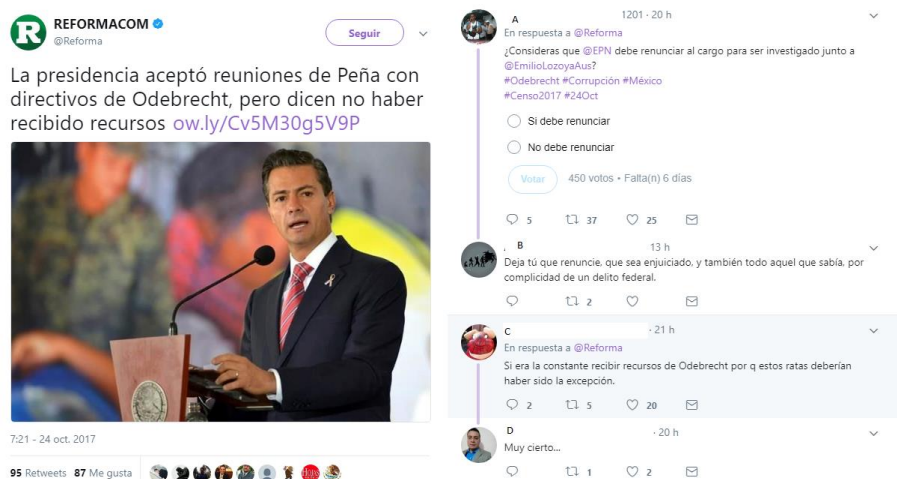 REFORMACOM
@Reforma
Seguir
La presidencia aceptó reuniones de Peña con
directivos de Odebrecht, pero dicen no haber
recibido recursos ow.ly/Cv5M30g5V9P
7:21 - 24 oct. 2017
95 Retweets 87 Me gusta
A 1201 · 20 h
En respuesta a @Reforma
¿Consideras que @EPN debe renunciar al cargo para ser investigado junto a
@EmilioLozoyaAus?
#Odebrecht #Corrupción #México
#Censo2017 #24Oct
Si debe renunciar
No debe renunciar
Votar 450 votos • Falta(n) 6 días
5 37 25
B 13 h
Deja tú que renuncie, que sea enjuiciado, y también todo aquel que sabía, por
complicidad de un delito federal.
2
C · 21 h
En respuesta a @Reforma
Si era la constante recibir recursos de Odebrecht por q estos ratas deberían
haber sido la excepción.
2 5 20
D · 20 h
Muy cierto...
1 2